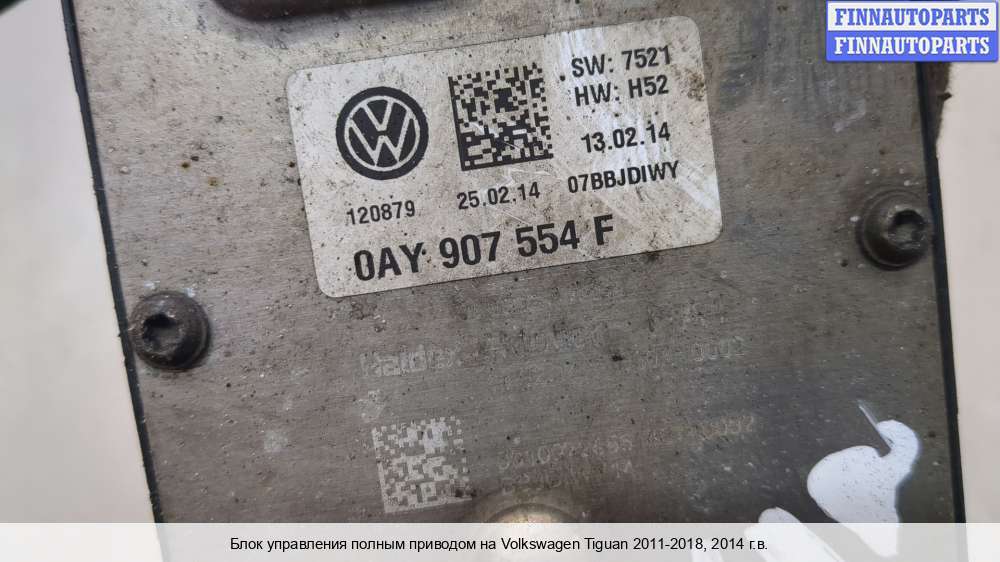 FINNAUTOPARTS
FINNAUTOPARTS
SW: 7521
HW: H52
13.02.14
25.02.14
07BBJDIWY
120879
0AY 907 554 F
Haldex
Блок управления полным приводом на Volkswagen Tiguan 2011-2018, 2014 г.в.